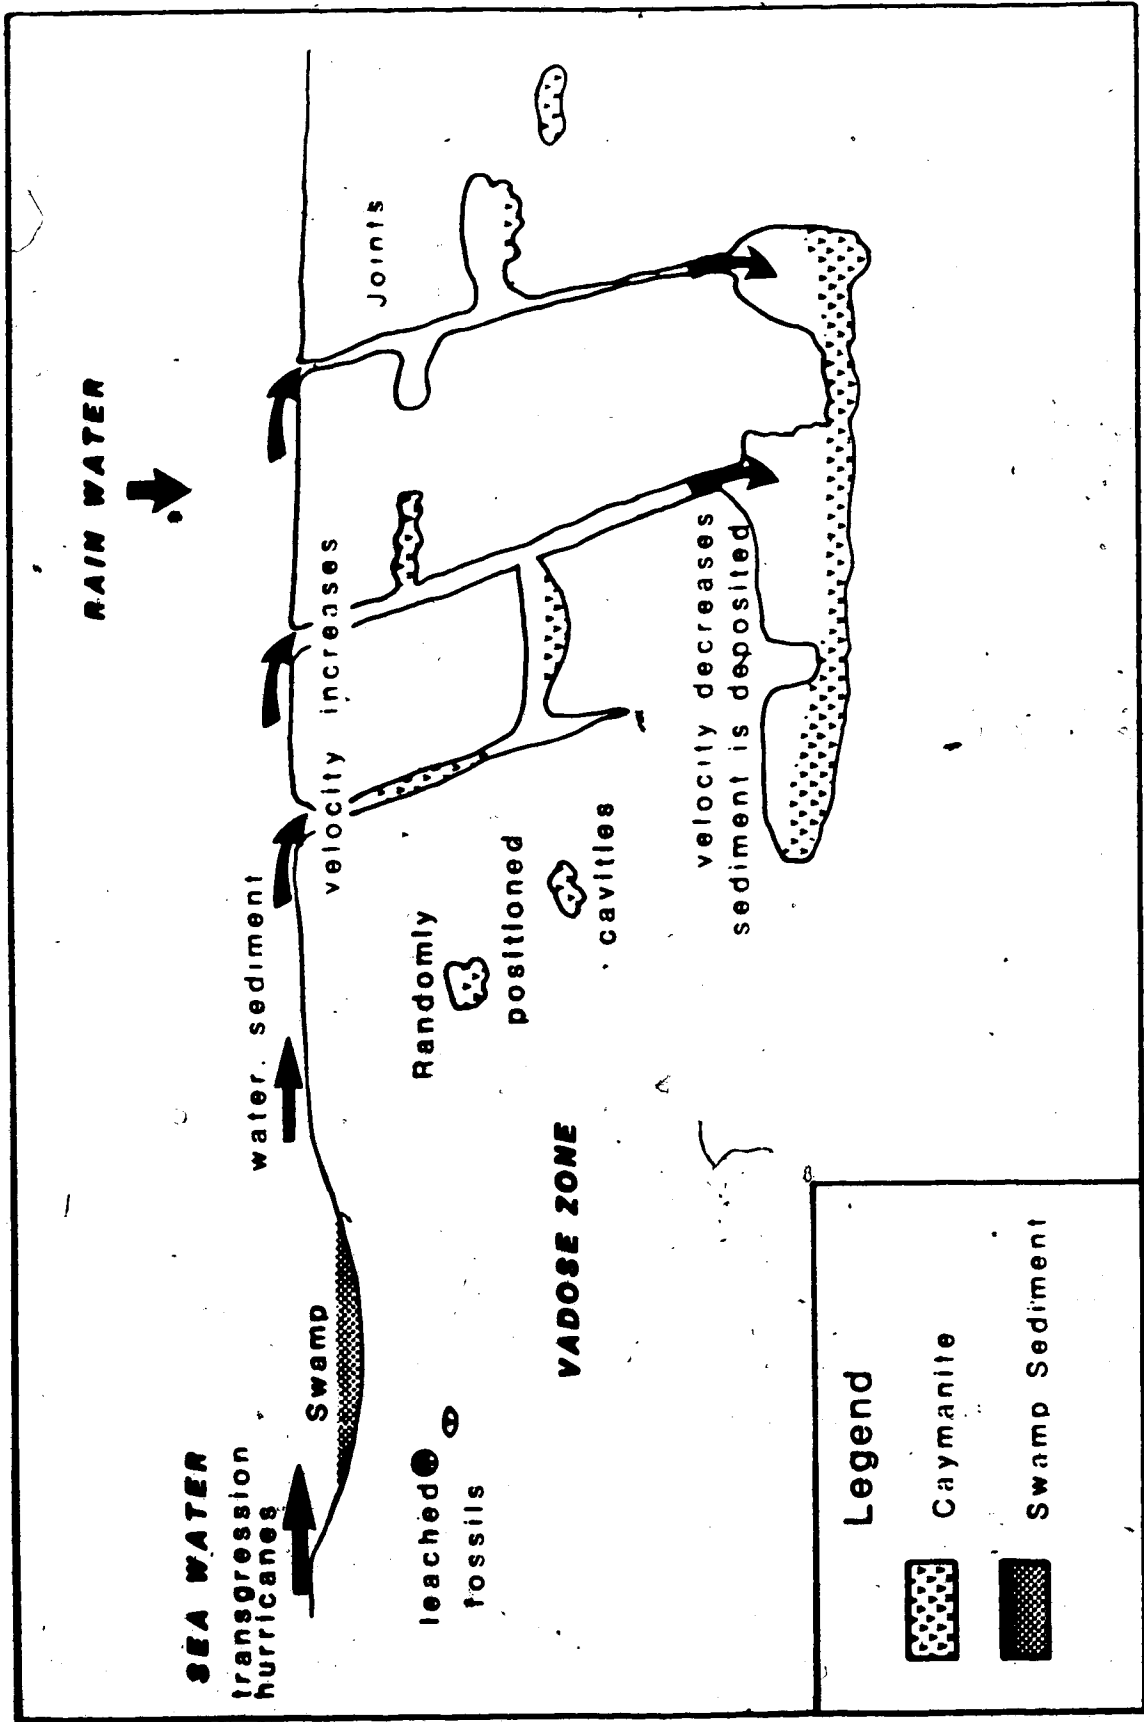 RAIN WATER
SEA WATER
transgression
hurricanes
water. sediment
Swamp
velocity increases
Joints
leached
fossils
Randomly
positioned
cavities
VADOSE ZONE
velocity decreases
sediment is deposited
Legend
Caymanite
Swamp Sediment